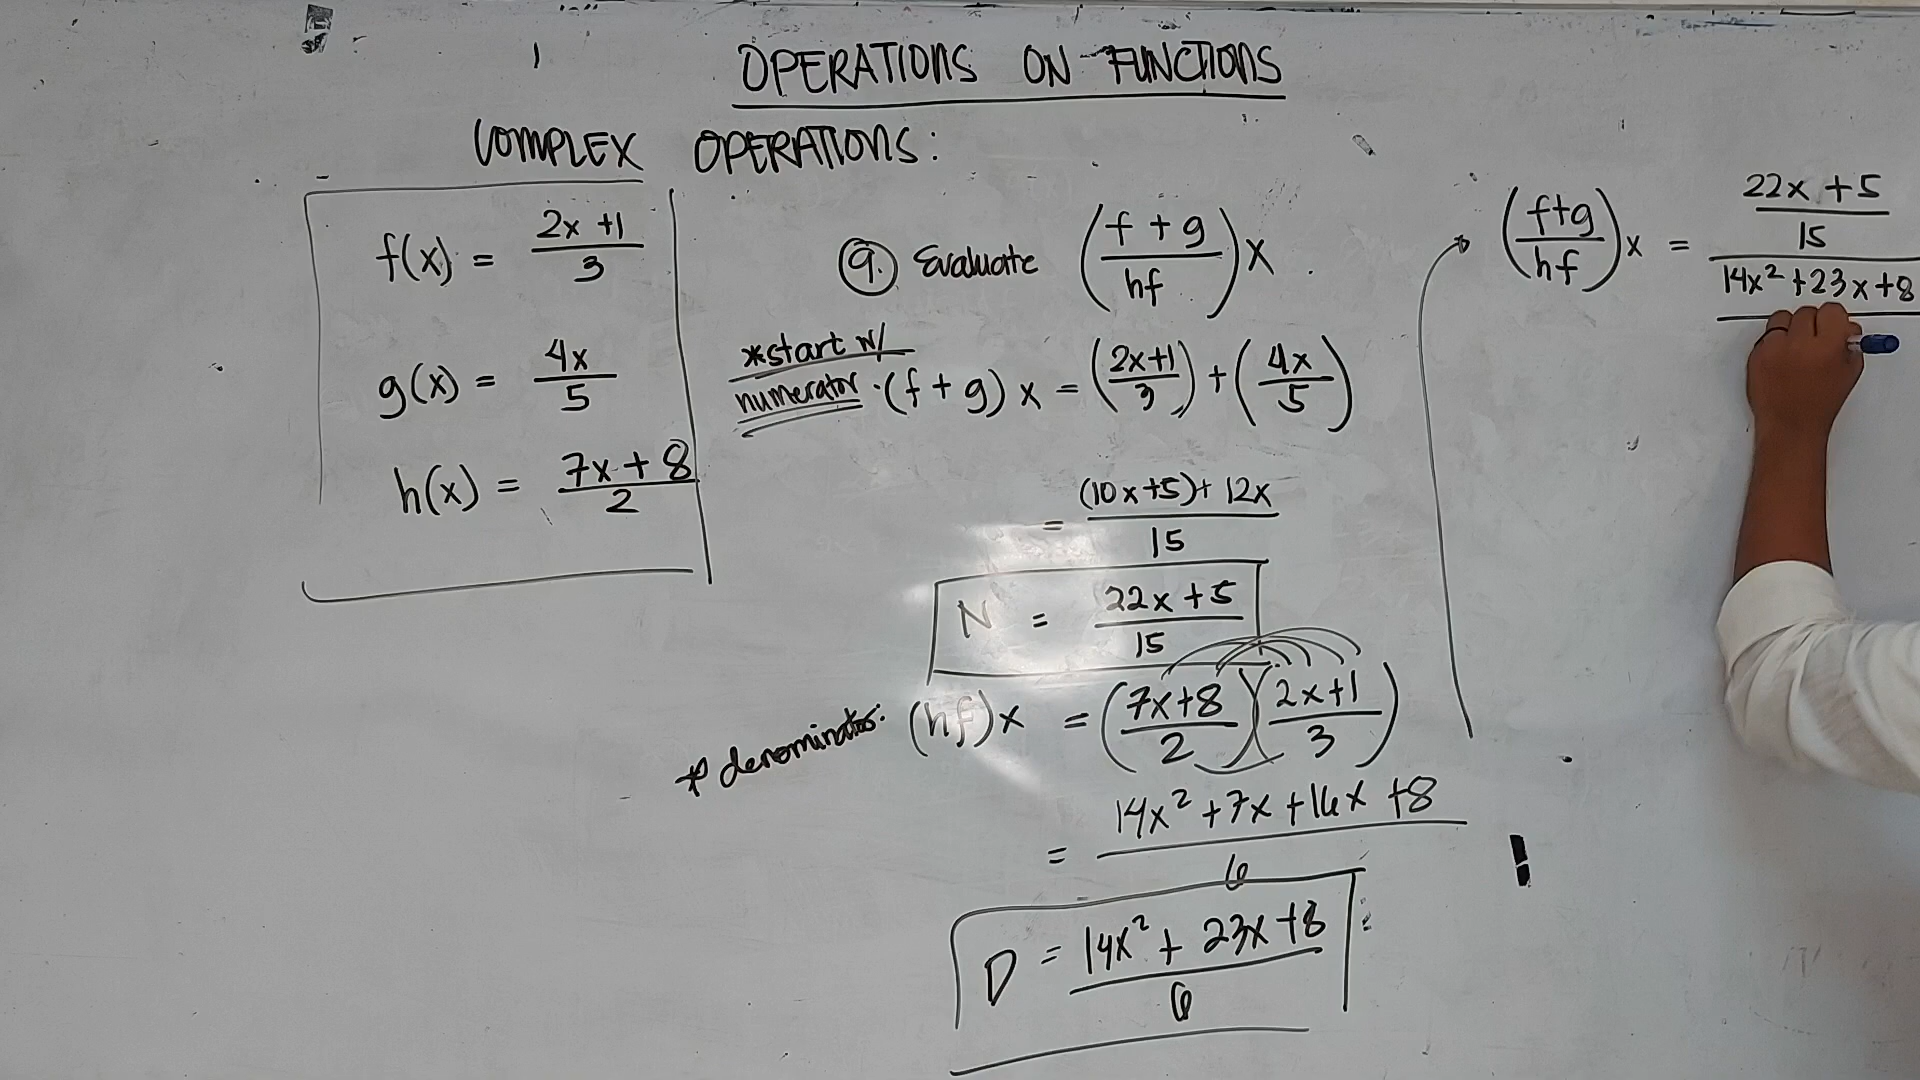 OPERATIONS ON FUNCTIONS
COMPLEX OPERATIONS:
f(x) = (2x + 1)/3
g(x) = 4x/5
h(x) = (7x + 8)/2
9. Evaluate ((f + g)/(hf)) x.
*start w/
numerator. (f + g) x = ((2x+1)/3) + (4x/5)
= ((10x+5) + 12x)/15
N = (22x + 5)/15
* denominator: (hf)x = ((7x+8)/2)((2x+1)/3)
= (14x² + 7x + 16x + 8)/6
D = (14x² + 23x + 8)/6
((f+g)/(hf)) x = ((22x + 5)/15)/(14x² + 23x + 8)